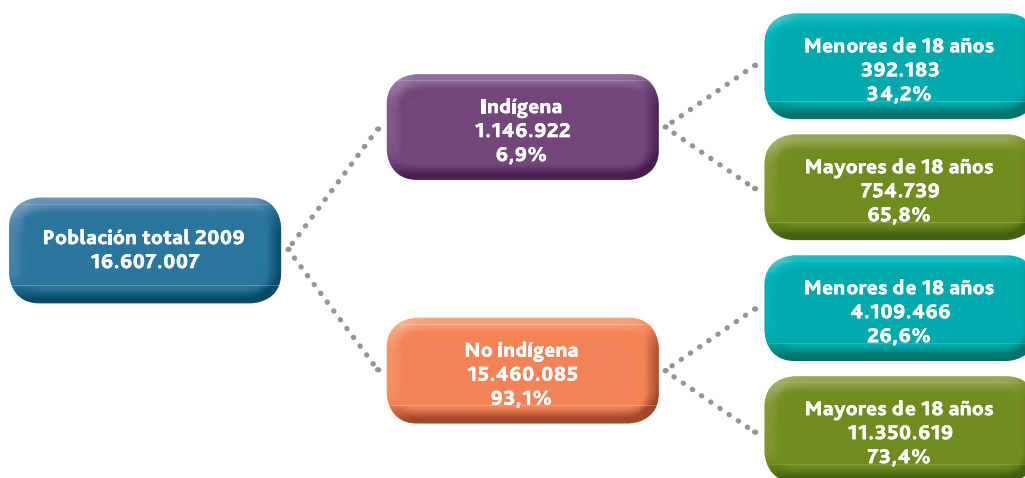 Población total 2009
16.607.007
Indígena
1.146.922
6,9%
Menores de 18 años
392.183
34,2%
Mayores de 18 años
754.739
65,8%
No indígena
15.460.085
93,1%
Menores de 18 años
4.109.466
26,6%
Mayores de 18 años
11.350.619
73,4%